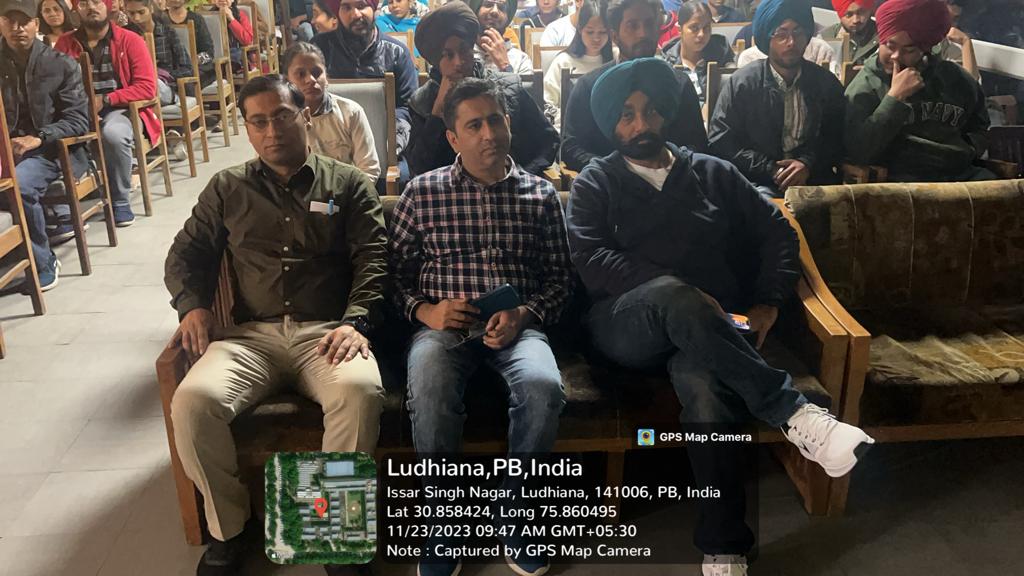 NAVY
GPS Map Camera
Ludhiana,PB,India
Issar Singh Nagar, Ludhiana, 141006, PB, India
Lat 30.858424, Long 75.860495
11/23/2023 09:47 AM GMT+05:30
Note : Captured by GPS Map Camera